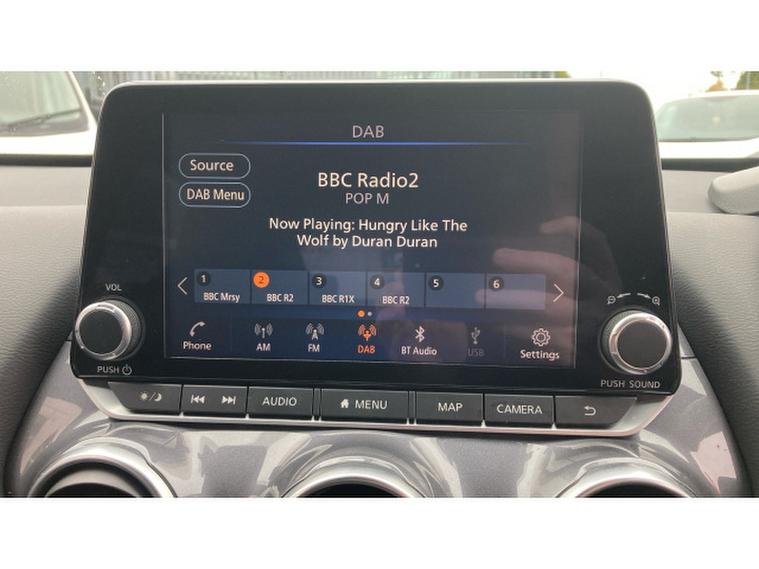 DAB
Source
DAB Menu
BBC Radio2
POP M
Now Playing: Hungry Like The
Wolf by Duran Duran
1 2 3 4 5 6
BBC Mrsy BBC R2 BBC R1X BBC R2
Phone AM FM DAB BT Audio USB Settings
VOL
PUSH
PUSH SOUND
AUDIO MENU MAP CAMERA